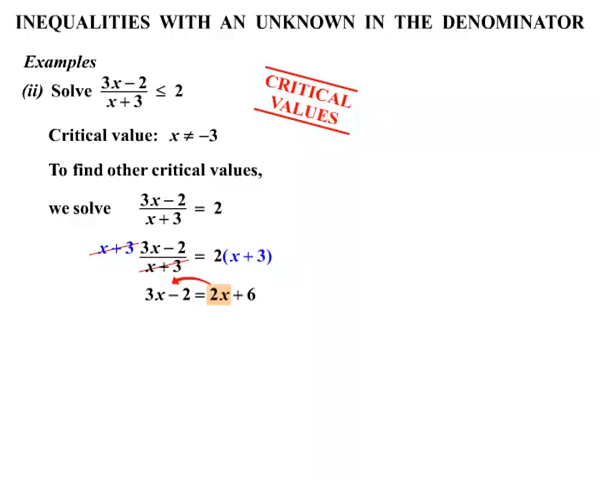 INEQUALITIES WITH AN UNKNOWN IN THE DENOMINATOR
Examples
(ii) Solve (3x − 2)/(x + 3) ≤ 2
CRITICAL
VALUES
Critical value: x ≠ −3
To find other critical values,
we solve (3x − 2)/(x + 3) = 2
x + 3 (3x − 2)/(x + 3) = 2(x + 3)
3x − 2 = 2x + 6